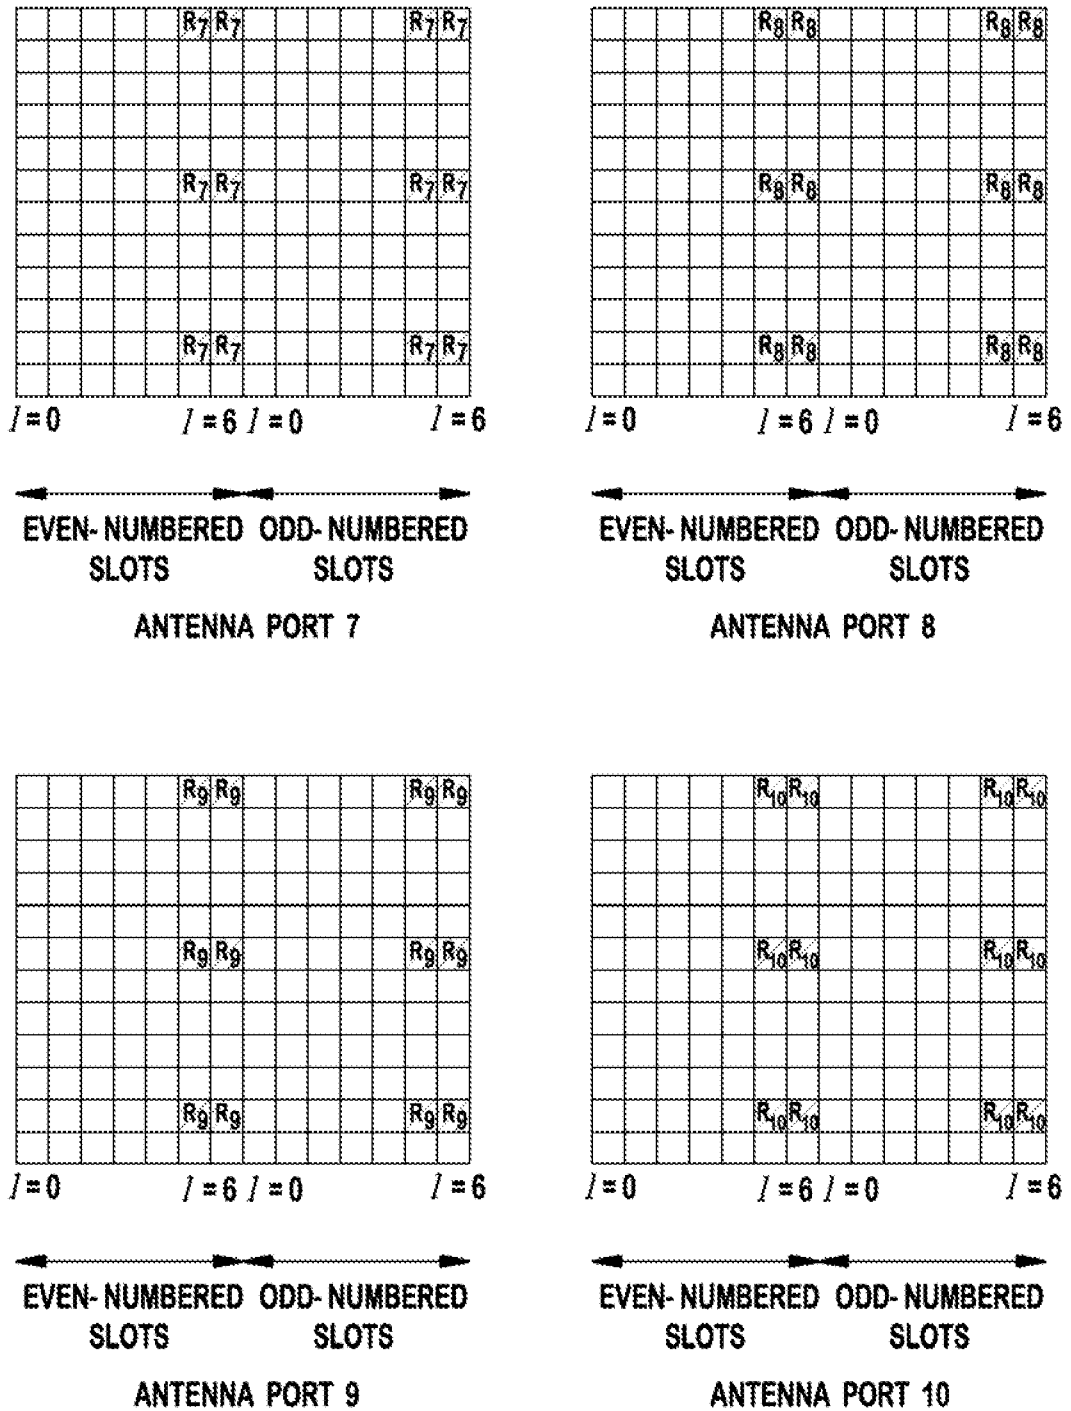 R7 R7 R7 R7
R7 R7 R7 R7
R7 R7 R7 R7
l = 0 l = 6 l = 0 l = 6
EVEN- NUMBERED SLOTS
ODD- NUMBERED SLOTS
ANTENNA PORT 7
R8 R8 R8 R8
R8 R8 R8 R8
R8 R8 R8 R8
l = 0 l = 6 l = 0 l = 6
EVEN- NUMBERED SLOTS
ODD- NUMBERED SLOTS
ANTENNA PORT 8
R9 R9 R9 R9
R9 R9 R9 R9
R9 R9 R9 R9
l = 0 l = 6 l = 0 l = 6
EVEN- NUMBERED SLOTS
ODD- NUMBERED SLOTS
ANTENNA PORT 9
R10 R10 R10 R10
R10 R10 R10 R10
R10 R10 R10 R10
l = 0 l = 6 l = 0 l = 6
EVEN- NUMBERED SLOTS
ODD- NUMBERED SLOTS
ANTENNA PORT 10